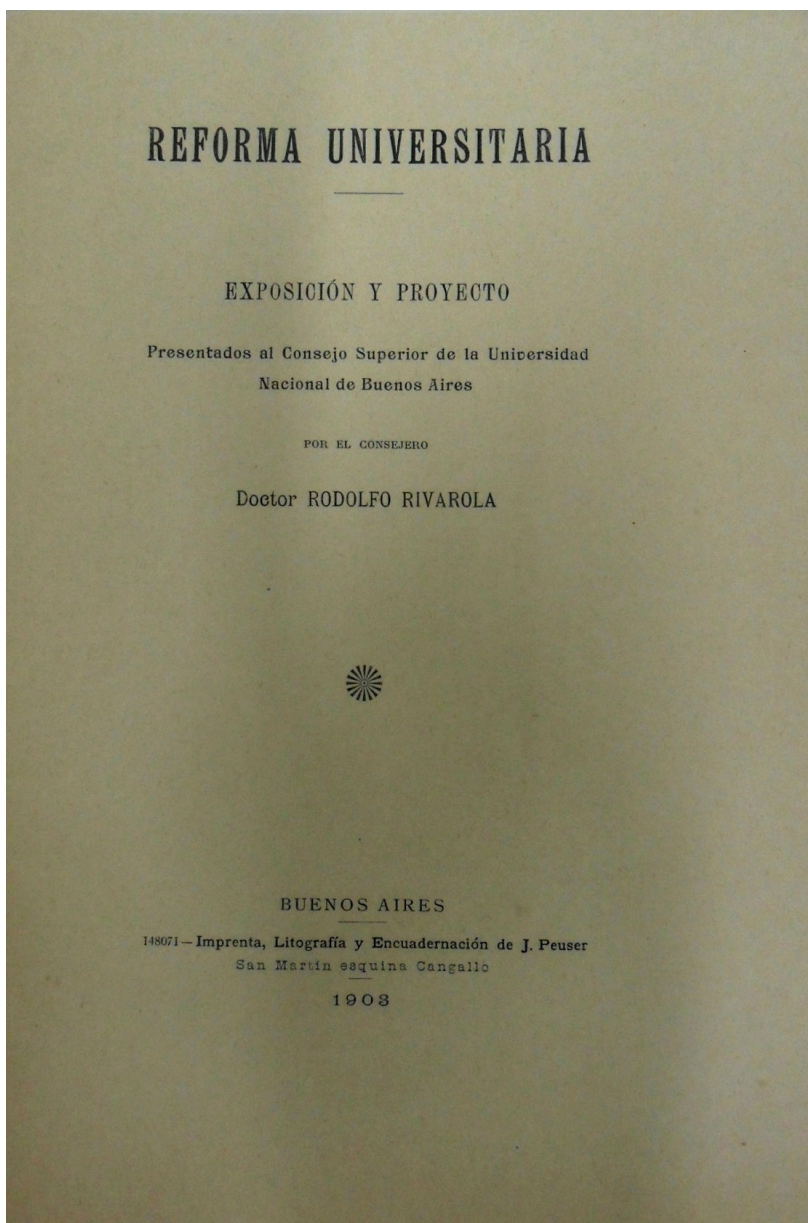 REFORMA UNIVERSITARIA
EXPOSICIÓN Y PROYECTO
Presentados al Consejo Superior de la Universidad
Nacional de Buenos Aires
POR EL CONSEJERO
Doctor RODOLFO RIVAROLA
BUENOS AIRES
148071 — Imprenta, Litografía y Encuadernación de J. Peuser
San Martín esquina Cangallo
1903